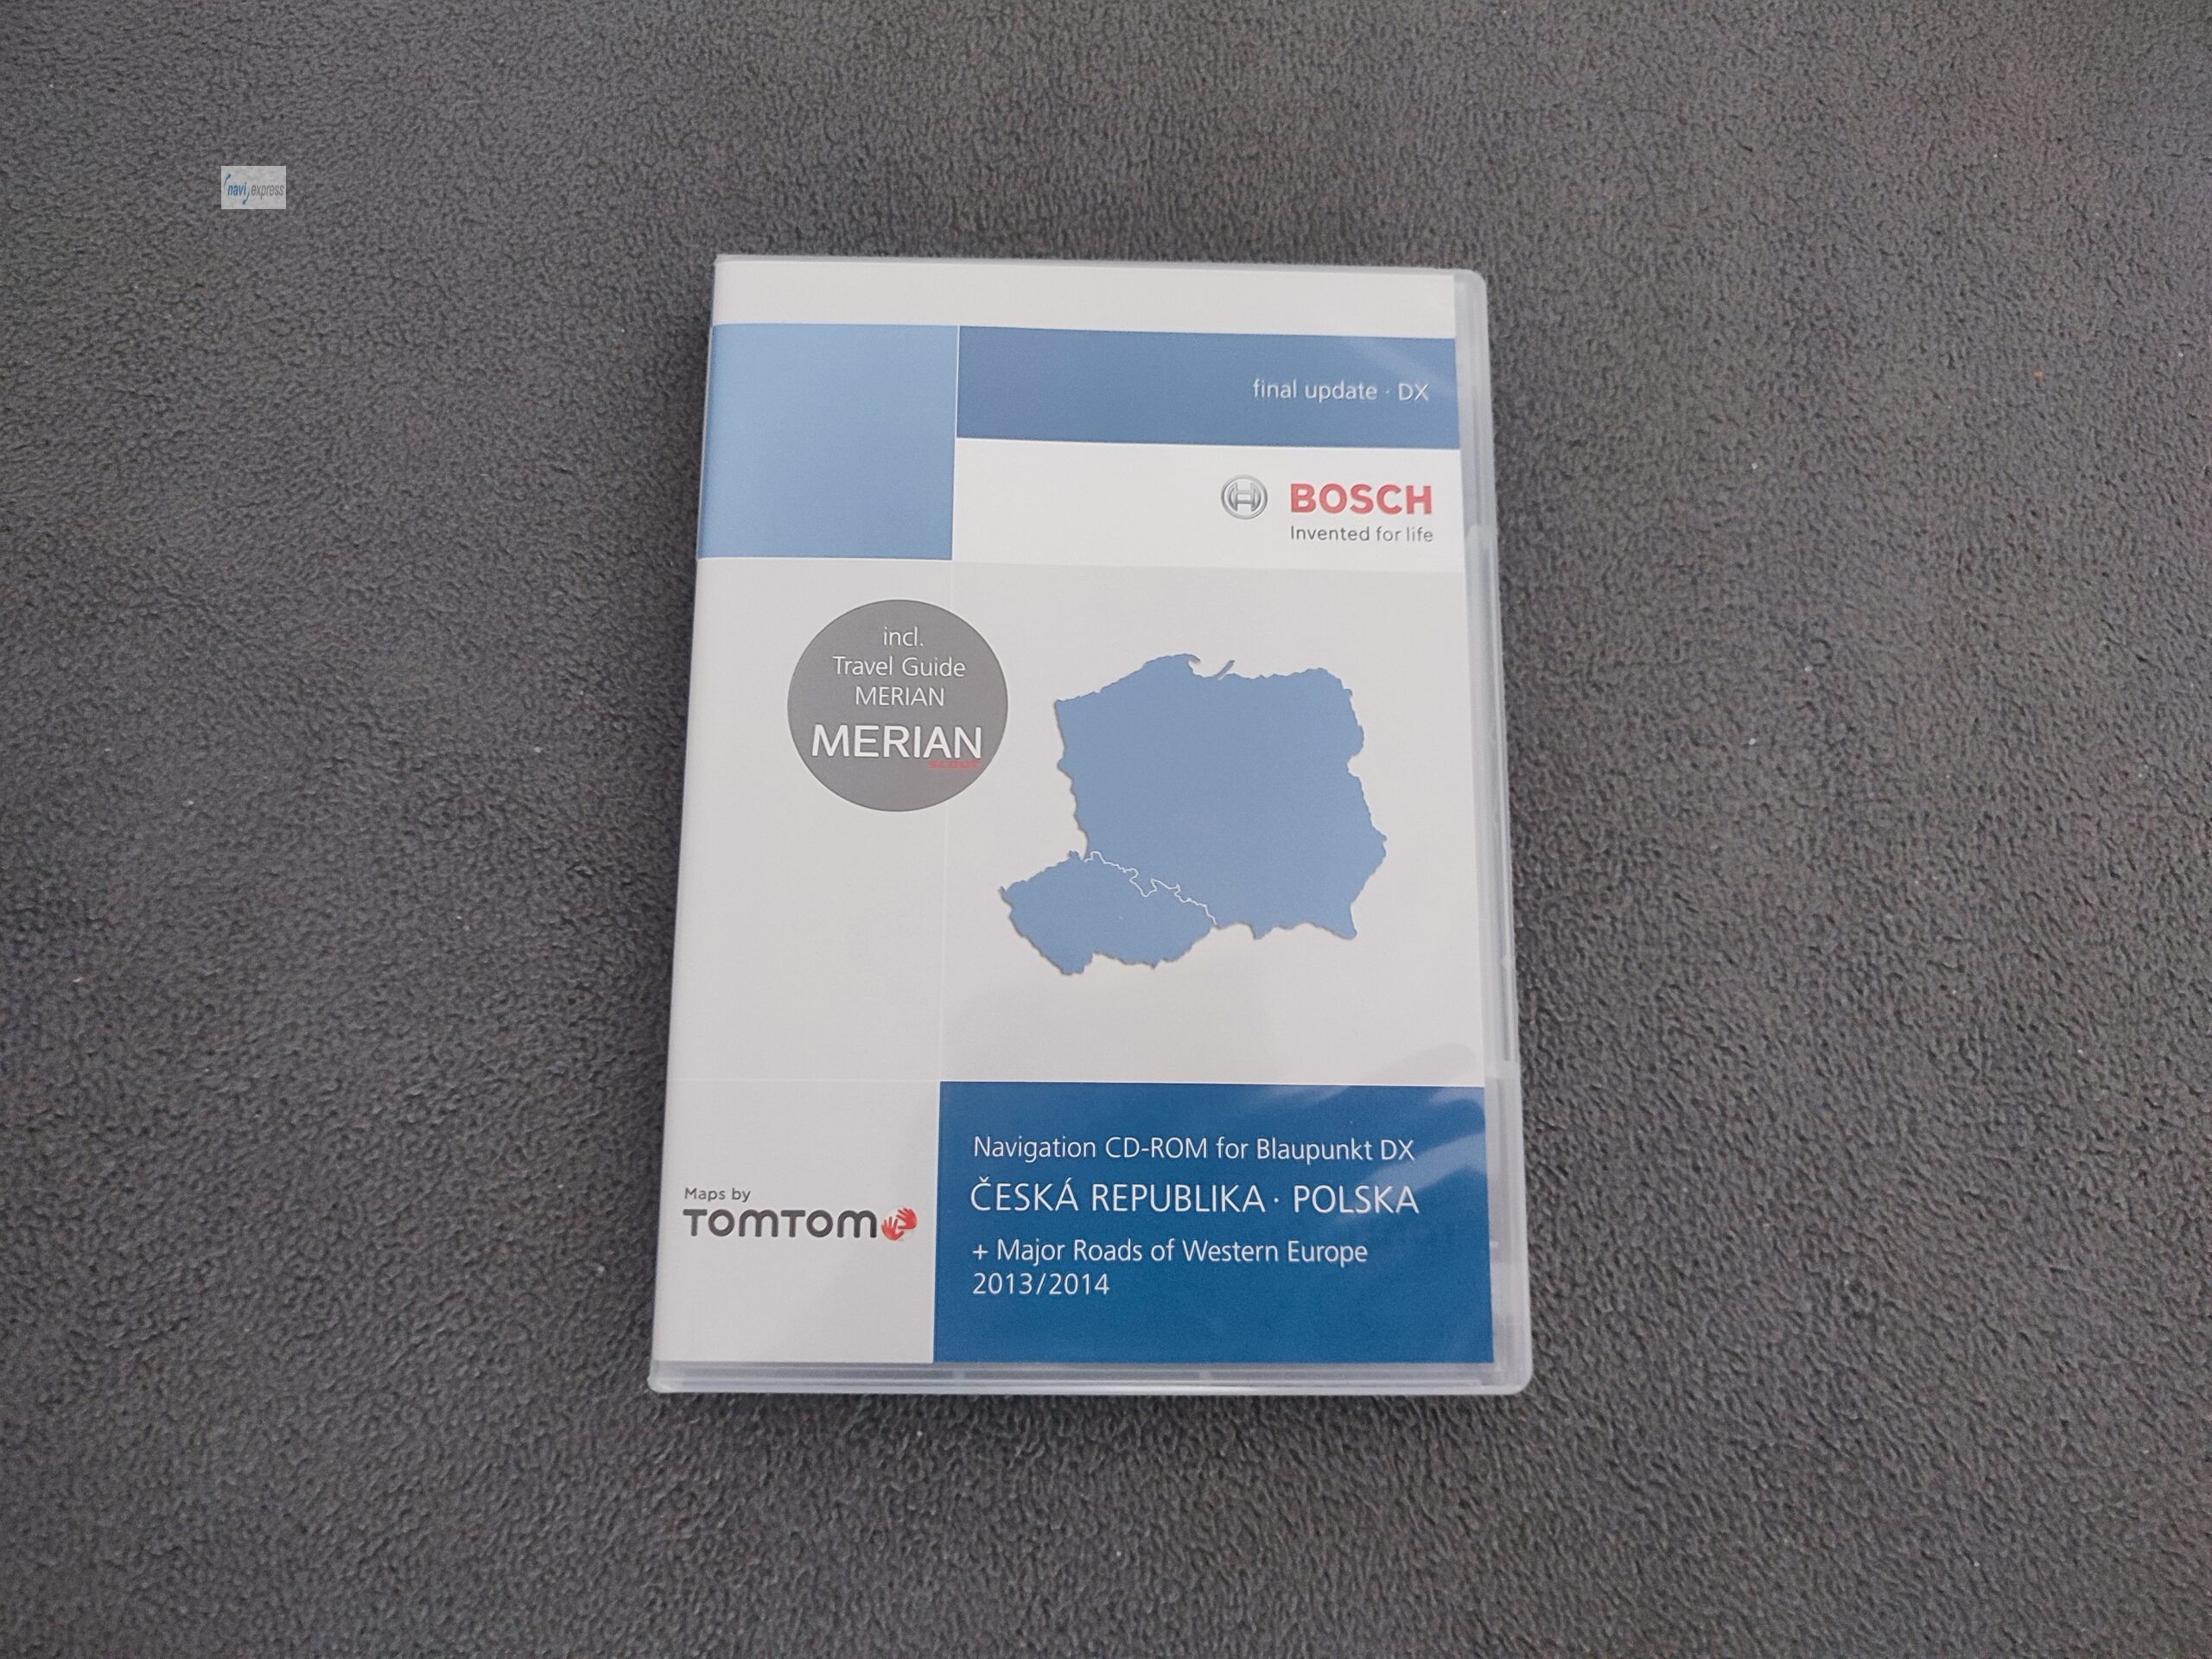 navi express
final update · DX
BOSCH
Invented for life
incl.
Travel Guide
MERIAN
MERIAN
scout
Navigation CD-ROM for Blaupunkt DX
ČESKÁ REPUBLIKA · POLSKA
+ Major Roads of Western Europe
2013/2014
Maps by
TOMTOM